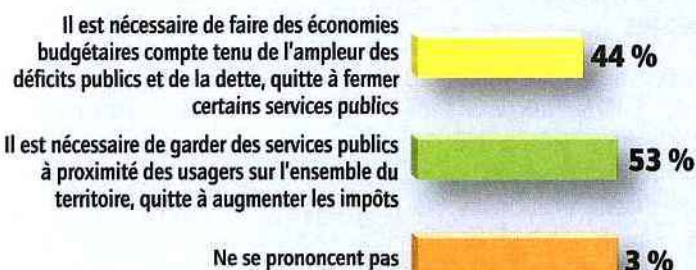 Il est nécessaire de faire des économies
budgétaires compte tenu de l'ampleur des
déficits publics et de la dette, quitte à fermer
certains services publics
44 %
Il est nécessaire de garder des services publics
à proximité des usagers sur l'ensemble du
territoire, quitte à augmenter les impôts
53 %
Ne se prononcent pas
3 %